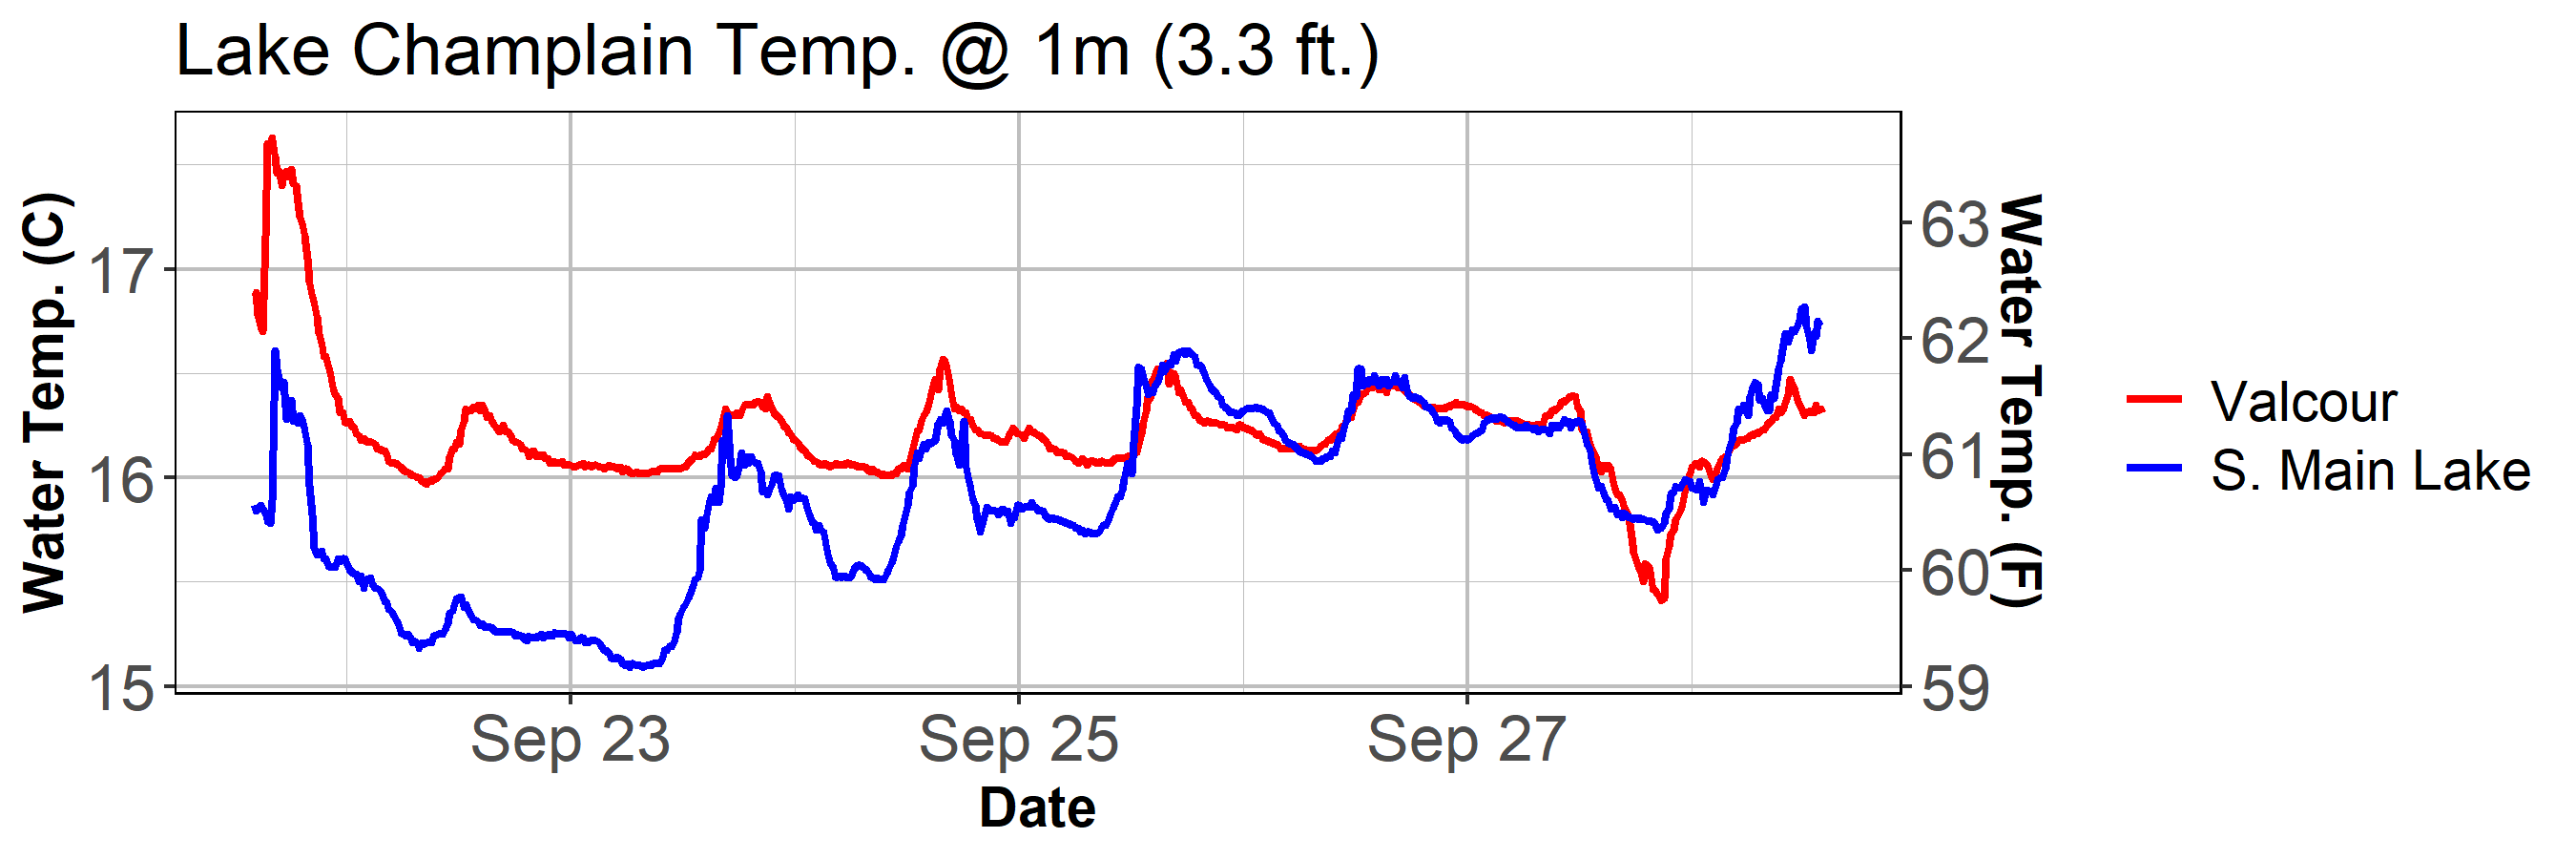 Lake Champlain Temp. @ 1m (3.3 ft.)
Water Temp. (C)
17
16
15
63
62
61
60
59
Water Temp. (F)
Sep 23
Sep 25
Sep 27
Date
Valcour
S. Main Lake